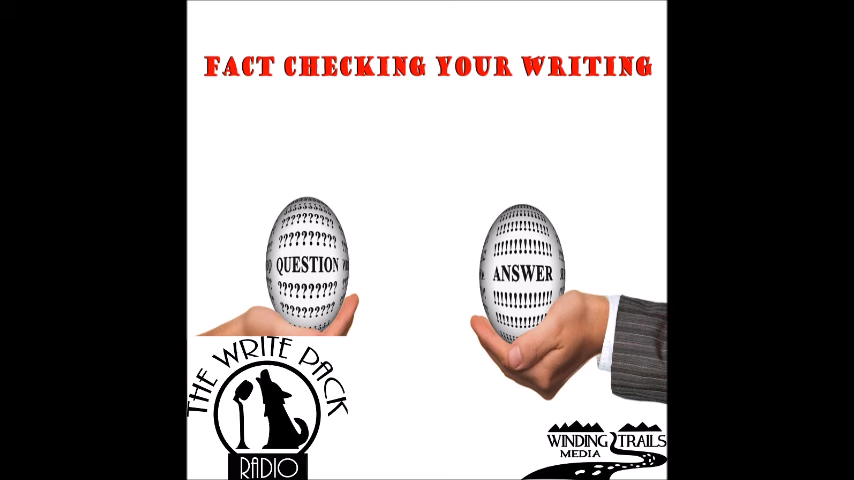 FACT CHECKING YOUR WRITING
????????
?????????
QUESTION
?????????
????????
!!!!!!!!!
ANSWER
!!!!!!!!!
THE WRITE PACK
RADIO
WINDING TRAILS
MEDIA